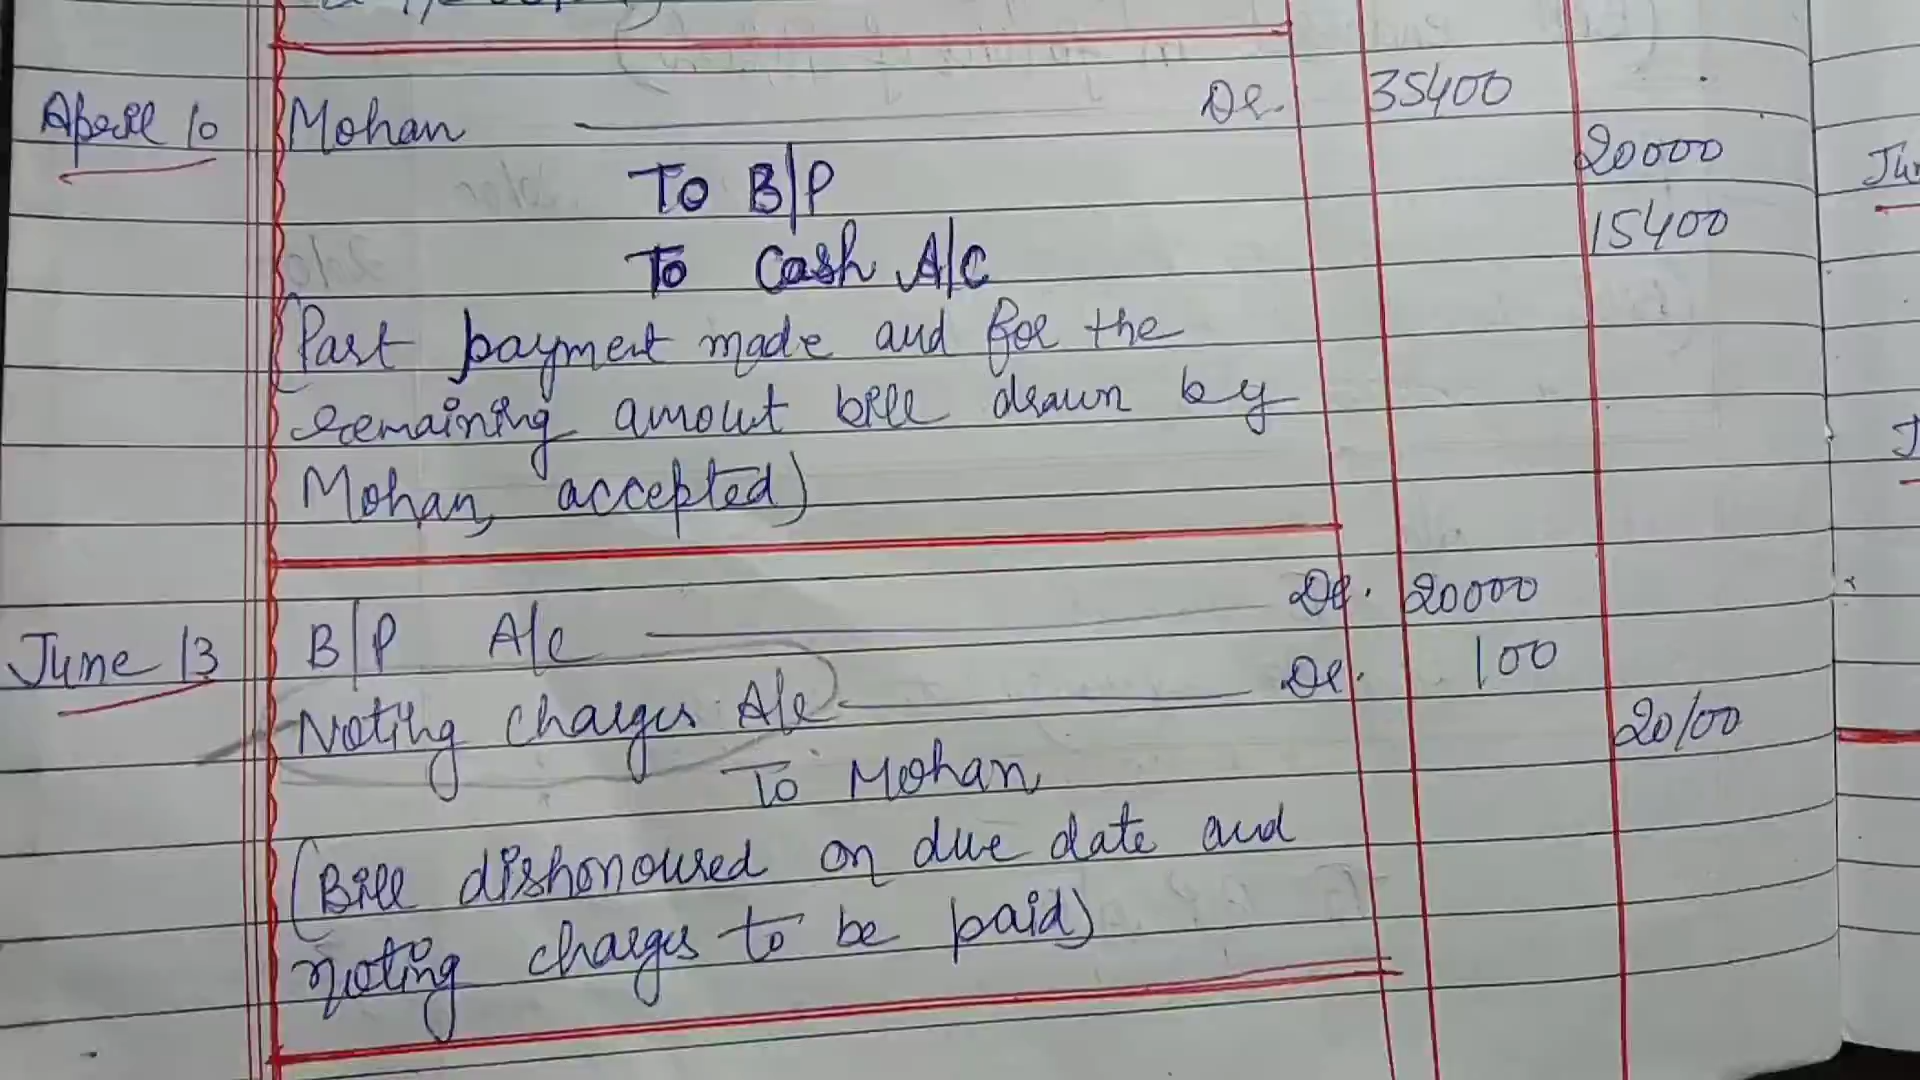 April 10 Mohan Dr. 35400
To B/P 20000
To Cash A/C 15400
(Part payment made and for the
remaining amout bill drawn by
Mohan, accepted)
June 13 B/P A/c Dr. 20000
Noting charges A/c Dr. 100
To Mohan 20100
(Bill dishonoured on due date and
noting charges to be paid)